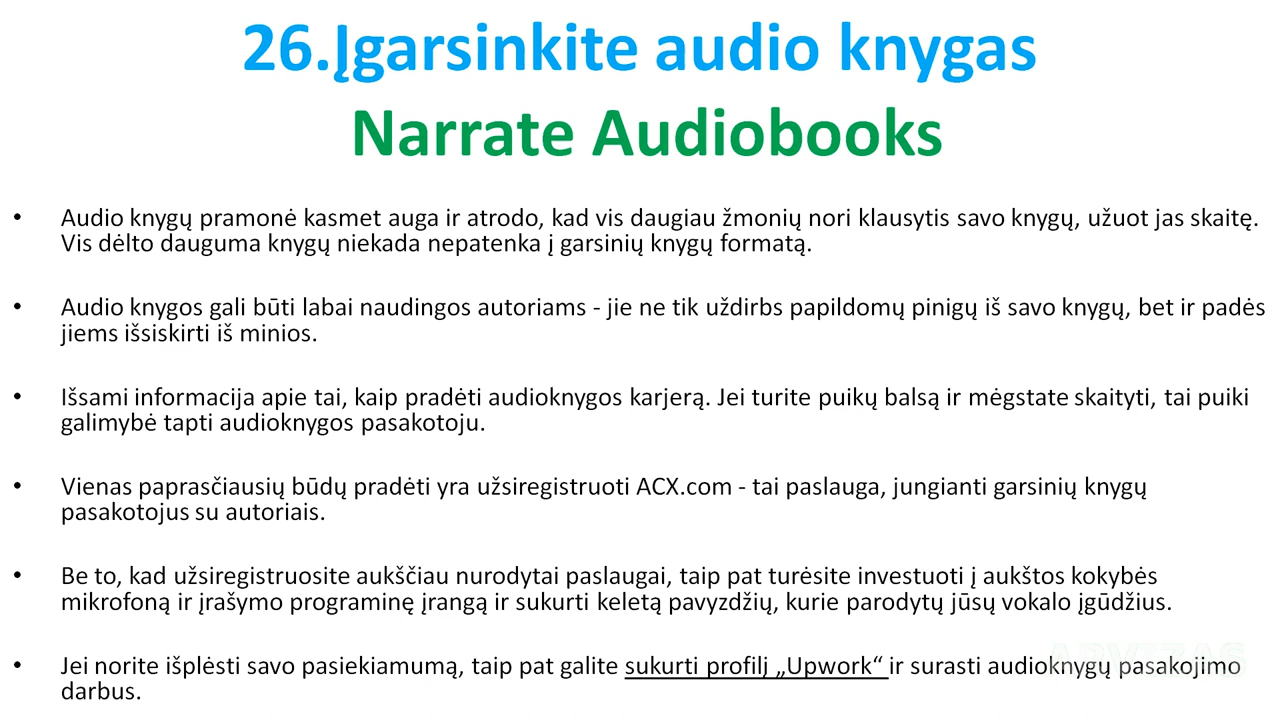 26.Įgarsinkite audio knygas
Narrate Audiobooks
• Audio knygų pramonė kasmet auga ir atrodo, kad vis daugiau žmonių nori klausytis savo knygų, užuot jas skaitę.
Vis dėlto dauguma knygų niekada nepatenka į garsinių knygų formatą.
• Audio knygos gali būti labai naudingos autoriams - jie ne tik uždirbs papildomų pinigų iš savo knygų, bet ir padės
jiems išsiskirti iš minios.
• Išsami informacija apie tai, kaip pradėti audioknygos karjerą. Jei turite puikų balsą ir mėgstate skaityti, tai puiki
galimybė tapti audioknygos pasakotoju.
• Vienas paprasčiausių būdų pradėti yra užsiregistruoti ACX.com - tai paslauga, jungianti garsinių knygų
pasakotojus su autoriais.
• Be to, kad užsiregistruosite aukščiau nurodytai paslaugai, taip pat turėsite investuoti į aukštos kokybės
mikrofoną ir įrašymo programinę įrangą ir sukurti keletą pavyzdžių, kurie parodytų jūsų vokalo įgūdžius.
• Jei norite išplėsti savo pasiekiamumą, taip pat galite sukurti profilį „Upwork“ ir surasti audioknygų pasakojimo
darbus.